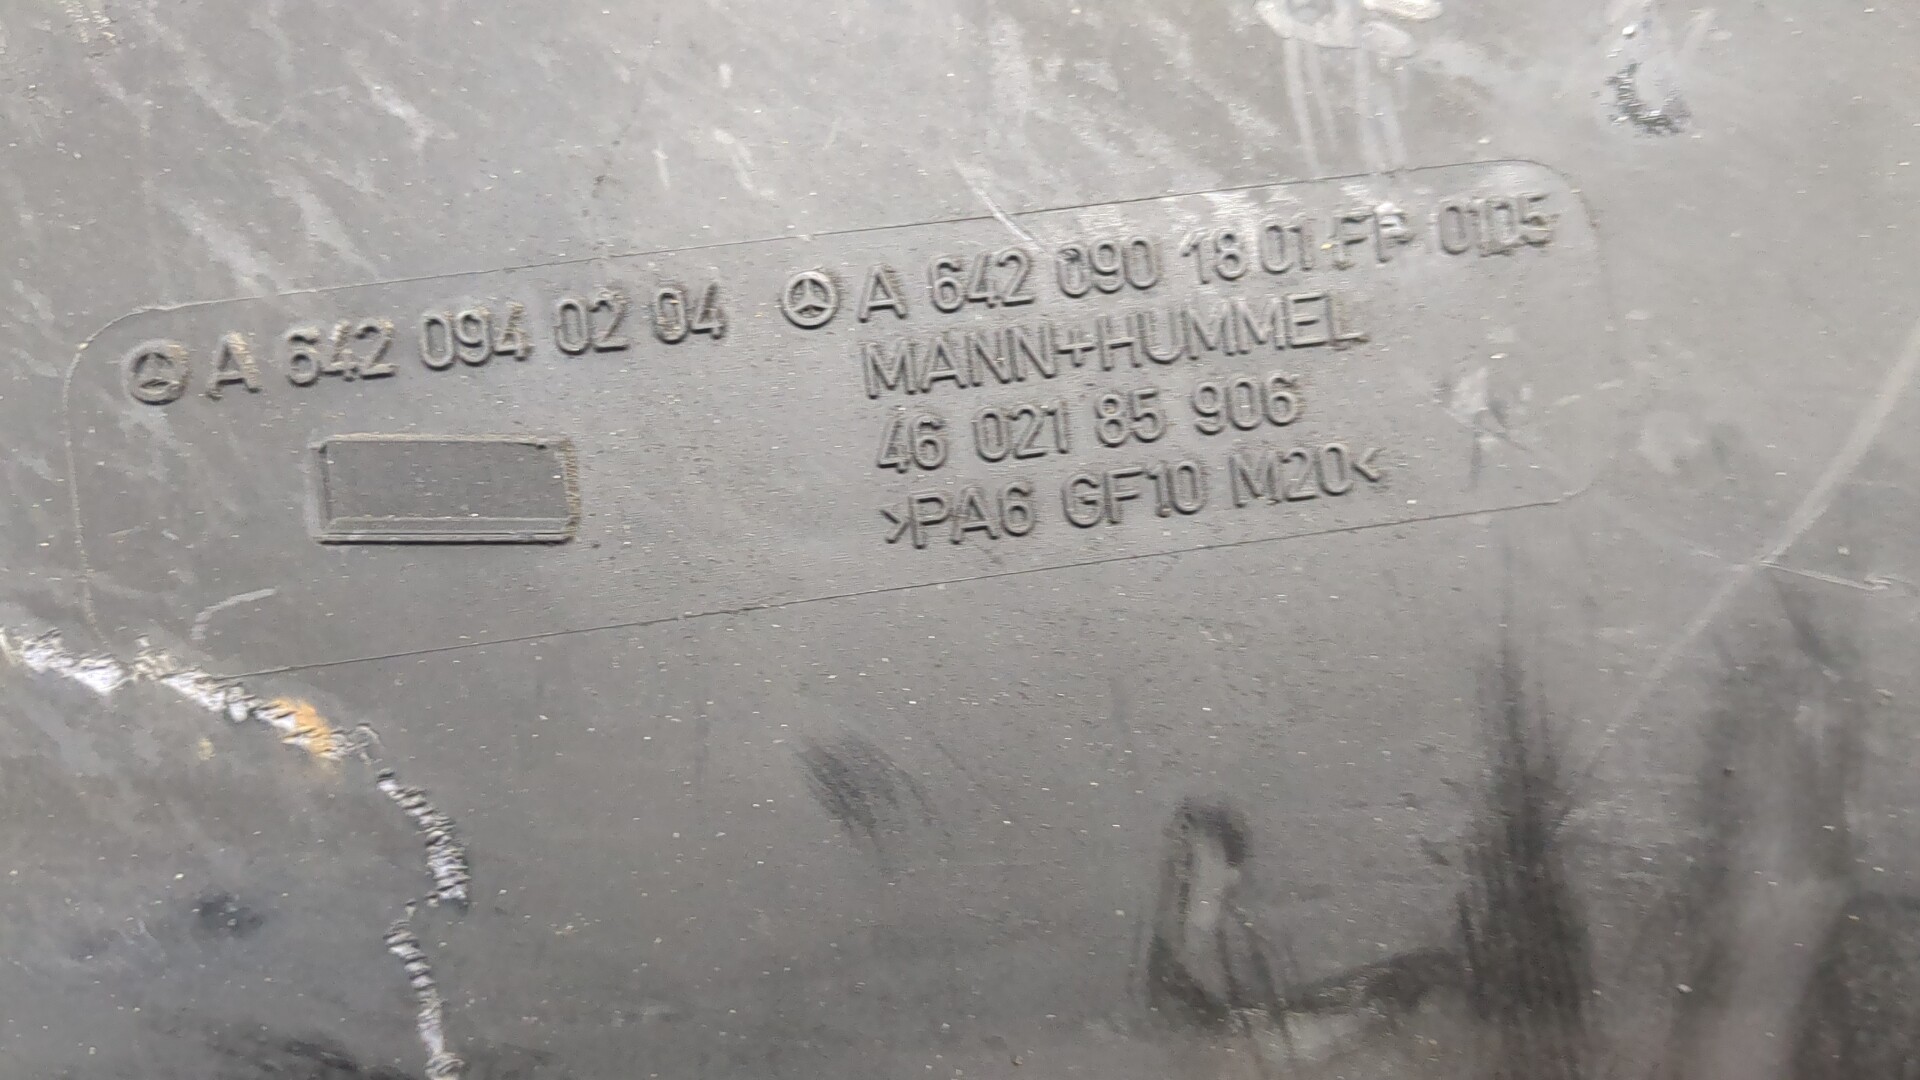 A 642 094 02 04 A 642 090 18 01 FP 0105
MANN+HUMMEL
46 021 85 906
>PA6 GF10 M20<